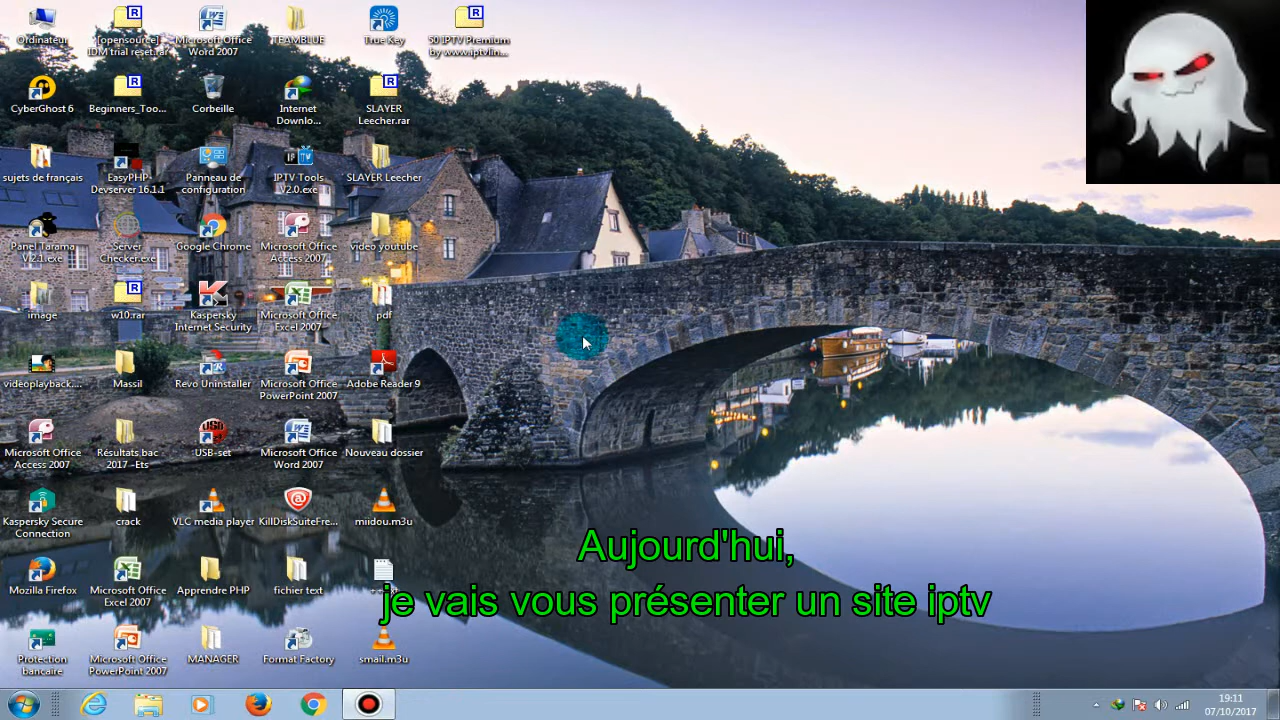 Ordinateur
[opensource]
IDM trial reset.rar
Microsoft Office
Word 2007
TEAMBLUE
True Key
50 IPTV Premium
by www.iptvlin...
CyberGhost 6
Beginners_Too...
Corbeille
Internet
Downlo...
SLAYER
Leecher.rar
sujets de français
EasyPHP-
Devserver 16.1.1
Panneau de
configuration
IPTV Tools
V2.0.exe
SLAYER Leecher
Panel Tarama
V.2.1.exe
Server
Checker.exe
Google Chrome
Microsoft Office
Access 2007
video youtube
image
w10.rar
Kaspersky
Internet Security
Microsoft Office
Excel 2007
pdf
videoplayback....
Massil
Revo Uninstaller
Microsoft Office
PowerPoint 2007
Adobe Reader 9
Microsoft Office
Access 2007
Résultats bac
2017 -Ets
USB-set
Microsoft Office
Word 2007
Nouveau dossier
Kaspersky Secure
Connection
crack
VLC media player
KillDiskSuiteFre...
miidou.m3u
Mozilla Firefox
Microsoft Office
Excel 2007
Apprendre PHP
fichier text
Protection
bancaire
Microsoft Office
PowerPoint 2007
MANAGER
Format Factory
smail.m3u
Aujourd'hui,
je vais vous présenter un site iptv
19:11
07/10/2017